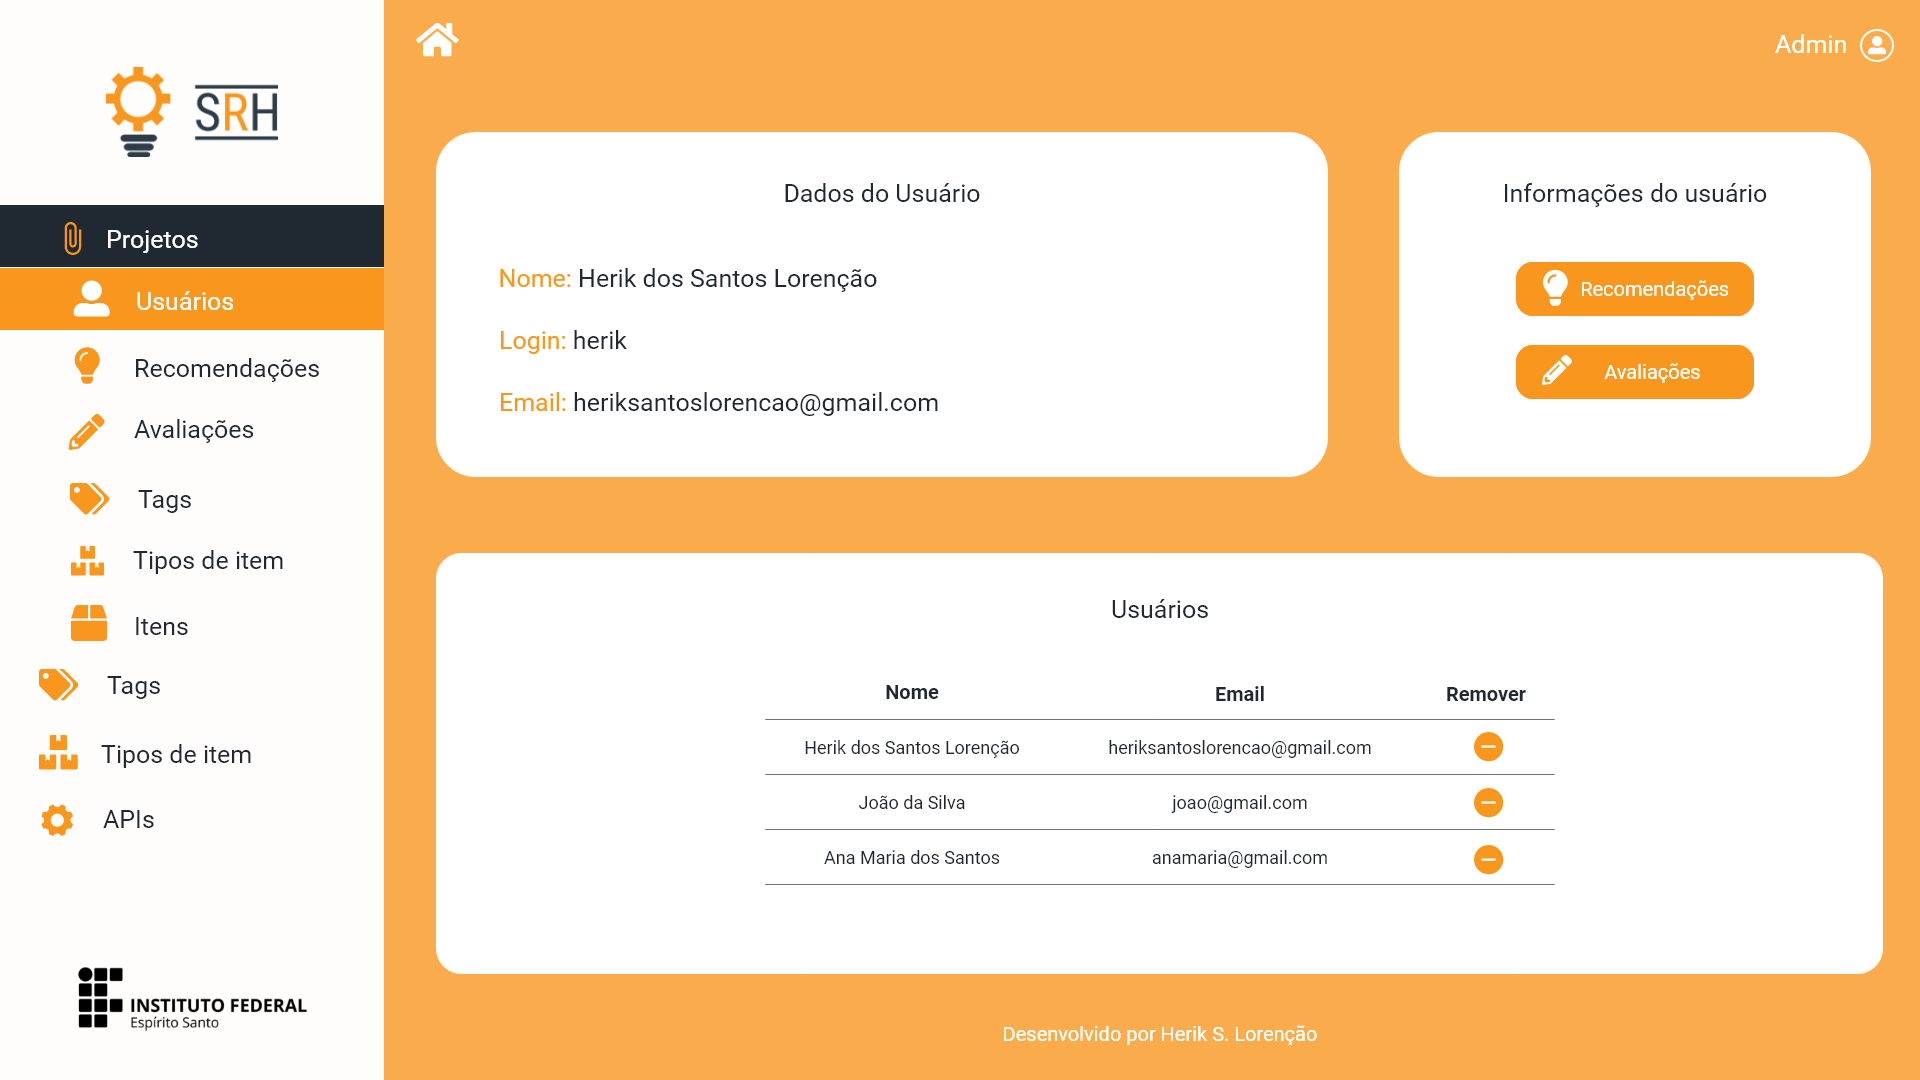 SRH
Projetos
Usuários
Recomendações
Avaliações
Tags
Tipos de item
Itens
Tags
Tipos de item
APIs
INSTITUTO FEDERAL
Espírito Santo
Admin
Dados do Usuário
Nome: Herik dos Santos Lorenção
Login: herik
Email: heriksantoslorencao@gmail.com
Informações do usuário
Recomendações
Avaliações
Usuários
Nome Email Remover
Herik dos Santos Lorenção heriksantoslorencao@gmail.com
João da Silva joao@gmail.com
Ana Maria dos Santos anamaria@gmail.com
Desenvolvido por Herik S. Lorenção